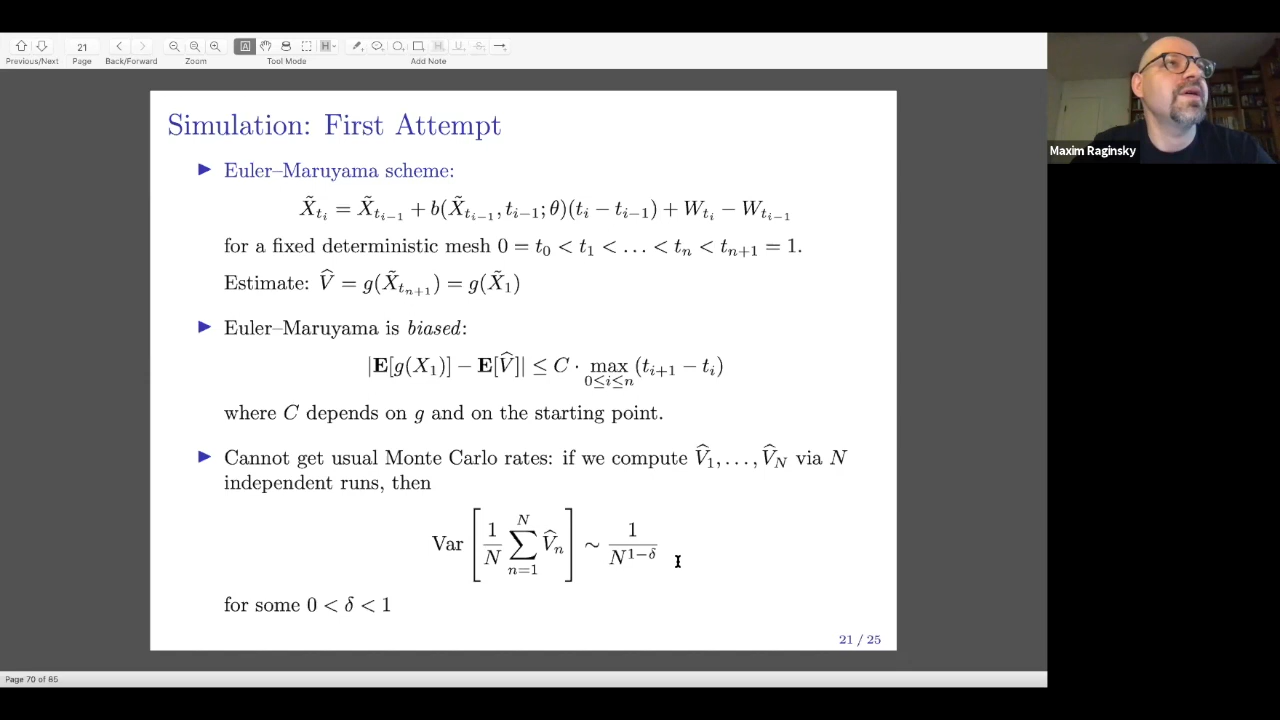 21
Previous/Next Page Back/Forward Zoom Tool Mode Add Note
Simulation: First Attempt
▶ Euler–Maruyama scheme:
X̃_{t_i} = X̃_{t_{i−1}} + b(X̃_{t_{i−1}}, t_{i−1}; θ)(t_i − t_{i−1}) + W_{t_i} − W_{t_{i−1}}
for a fixed deterministic mesh 0 = t_0 < t_1 < … < t_n < t_{n+1} = 1.
Estimate: V̂ = g(X̃_{t_{n+1}}) = g(X̃_1)
▶ Euler–Maruyama is biased:
|E[g(X_1)] − E[V̂]| ≤ C · max_{0≤i≤n} (t_{i+1} − t_i)
where C depends on g and on the starting point.
▶ Cannot get usual Monte Carlo rates: if we compute V̂_1, …, V̂_N via N
independent runs, then
Var [ 1/N ∑_{n=1}^{N} V̂_n ] ∼ 1/N^{1−δ}
for some 0 < δ < 1
21 / 25
Page 70 of 85
Maxim Raginsky